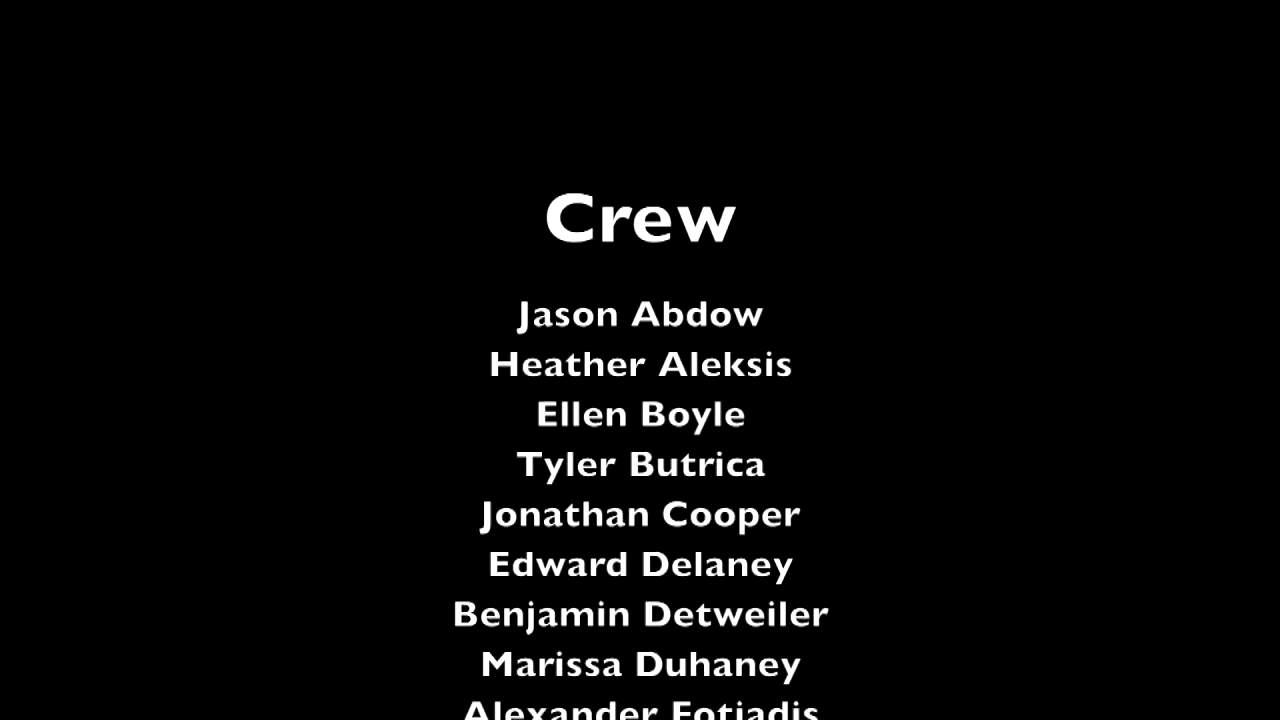 Crew
Jason Abdow
Heather Aleksis
Ellen Boyle
Tyler Butrica
Jonathan Cooper
Edward Delaney
Benjamin Detweiler
Marissa Duhaney
Alexander Fotiadis